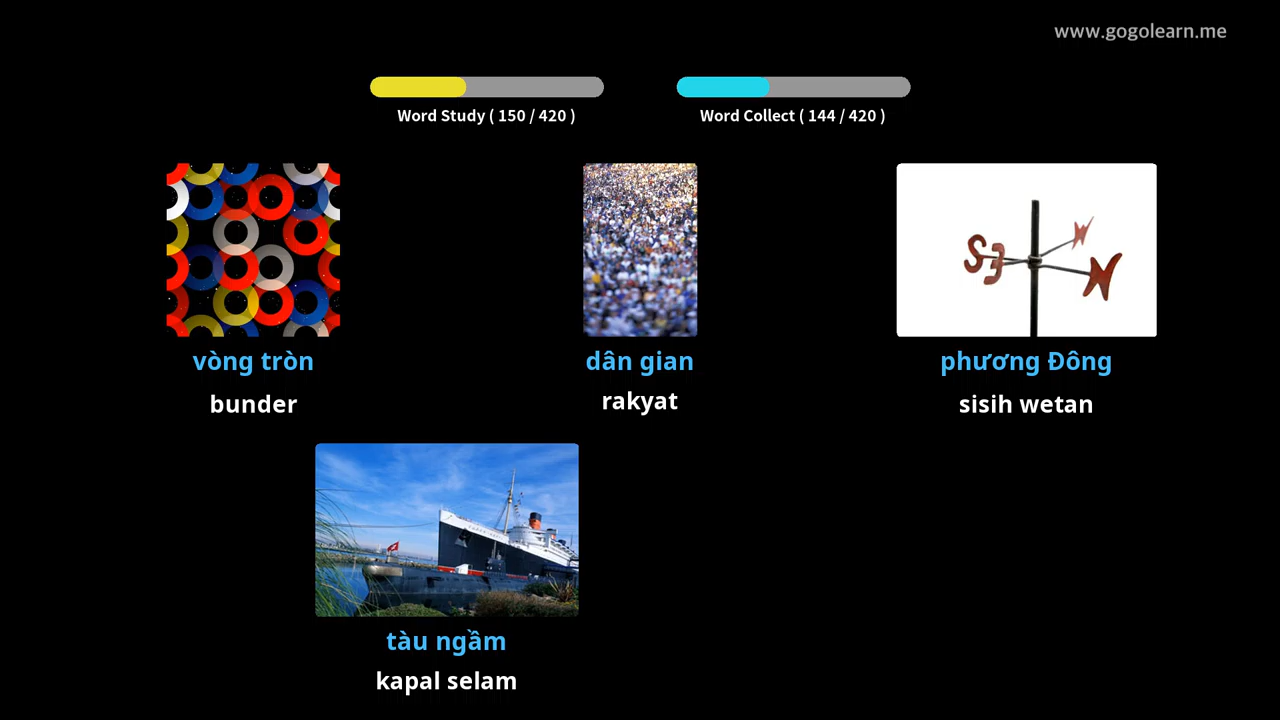 www.gogolearn.me
Word Study ( 150 / 420 )
Word Collect ( 144 / 420 )
vòng tròn
dân gian
phương Đông
bunder
rakyat
sisih wetan
tàu ngầm
kapal selam